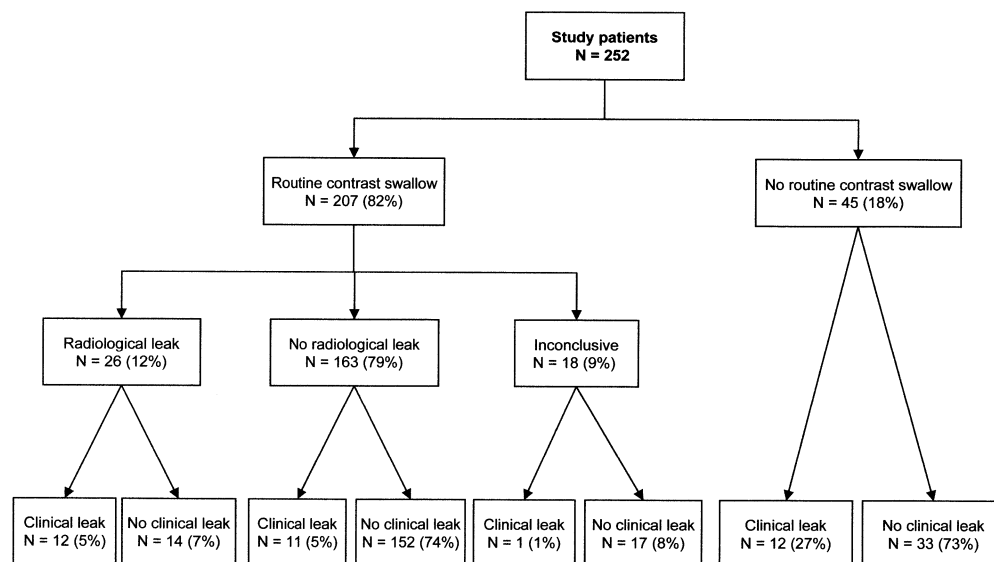 Study patients
N = 252
Routine contrast swallow
N = 207 (82%)
No routine contrast swallow
N = 45 (18%)
Radiological leak
N = 26 (12%)
No radiological leak
N = 163 (79%)
Inconclusive
N = 18 (9%)
Clinical leak
N = 12 (5%)
No clinical leak
N = 14 (7%)
Clinical leak
N = 11 (5%)
No clinical leak
N = 152 (74%)
Clinical leak
N = 1 (1%)
No clinical leak
N = 17 (8%)
Clinical leak
N = 12 (27%)
No clinical leak
N = 33 (73%)